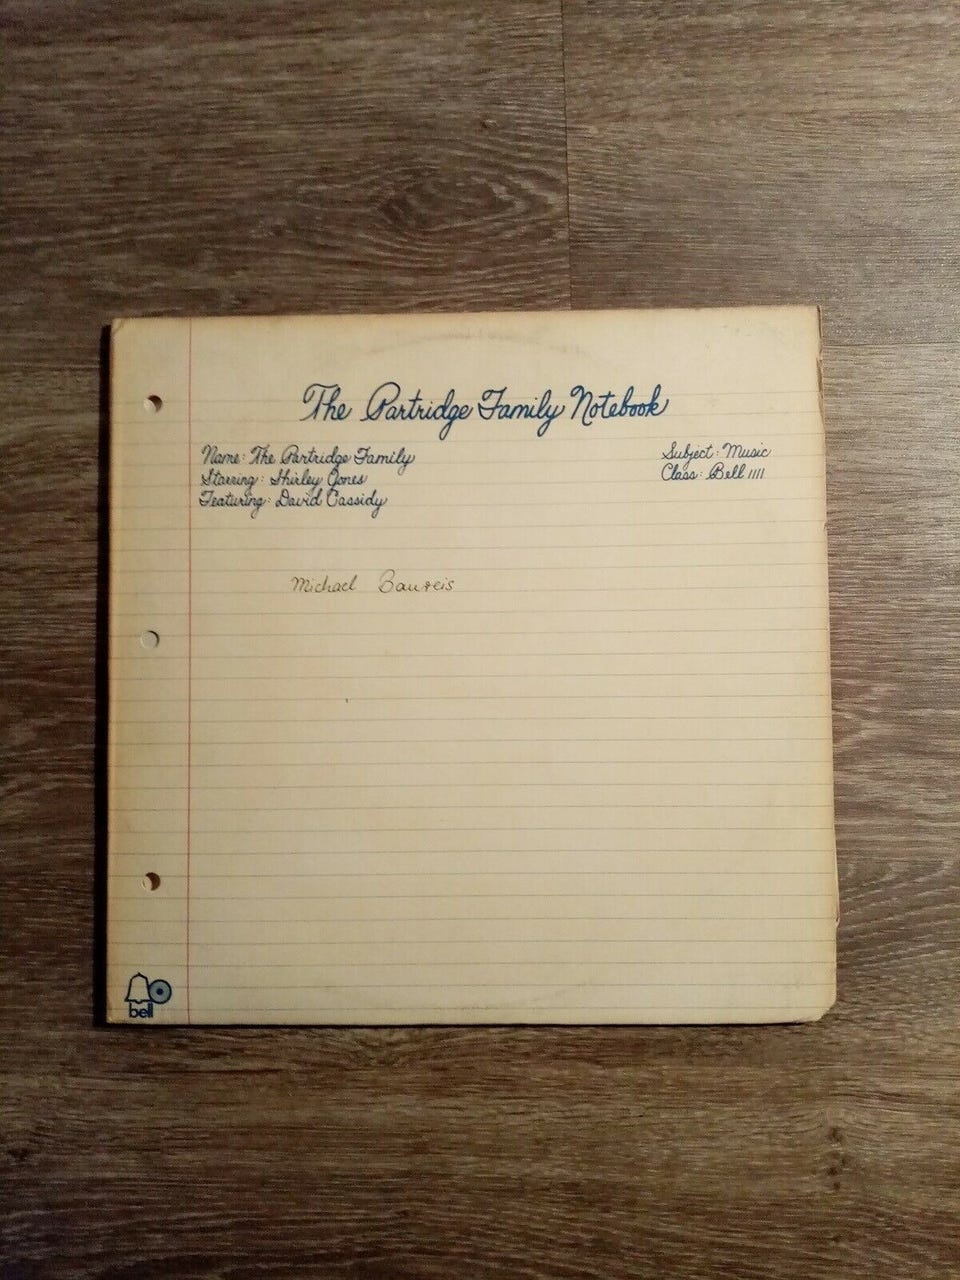 The Partridge Family Notebook
Name: The Partridge Family
Starring: Shirley Jones
Featuring: David Cassidy
Subject: Music
Class: Bell 1111
Michael
bell